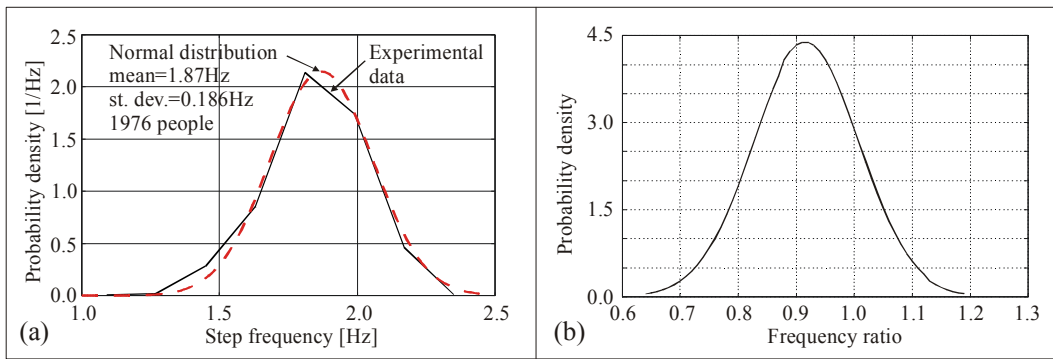 2.5
2.0
1.5
1.0
0.5
0.0
Probability density [1/Hz]
Normal distribution
mean=1.87Hz
st. dev.=0.186Hz
1976 people
Experimental
data
1.0
1.5
2.0
2.5
Step frequency [Hz]
(a)
4.5
3.0
1.5
0.0
Probability density
0.6
0.7
0.8
0.9
1.0
1.1
1.2
1.3
Frequency ratio
(b)